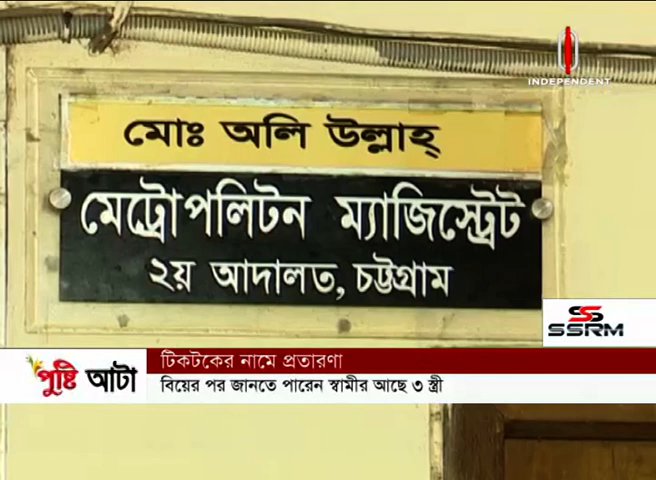 INDEPENDENT
মোঃ অলি উল্লাহ্
মেট্রোপলিটন ম্যাজিস্ট্রেট
২য় আদালত, চট্টগ্রাম
SSRM
পুষ্টি আটা
টিকটকের নামে প্রতারণা
বিয়ের পর জানতে পারেন স্বামীর আছে ৩ স্ত্রী